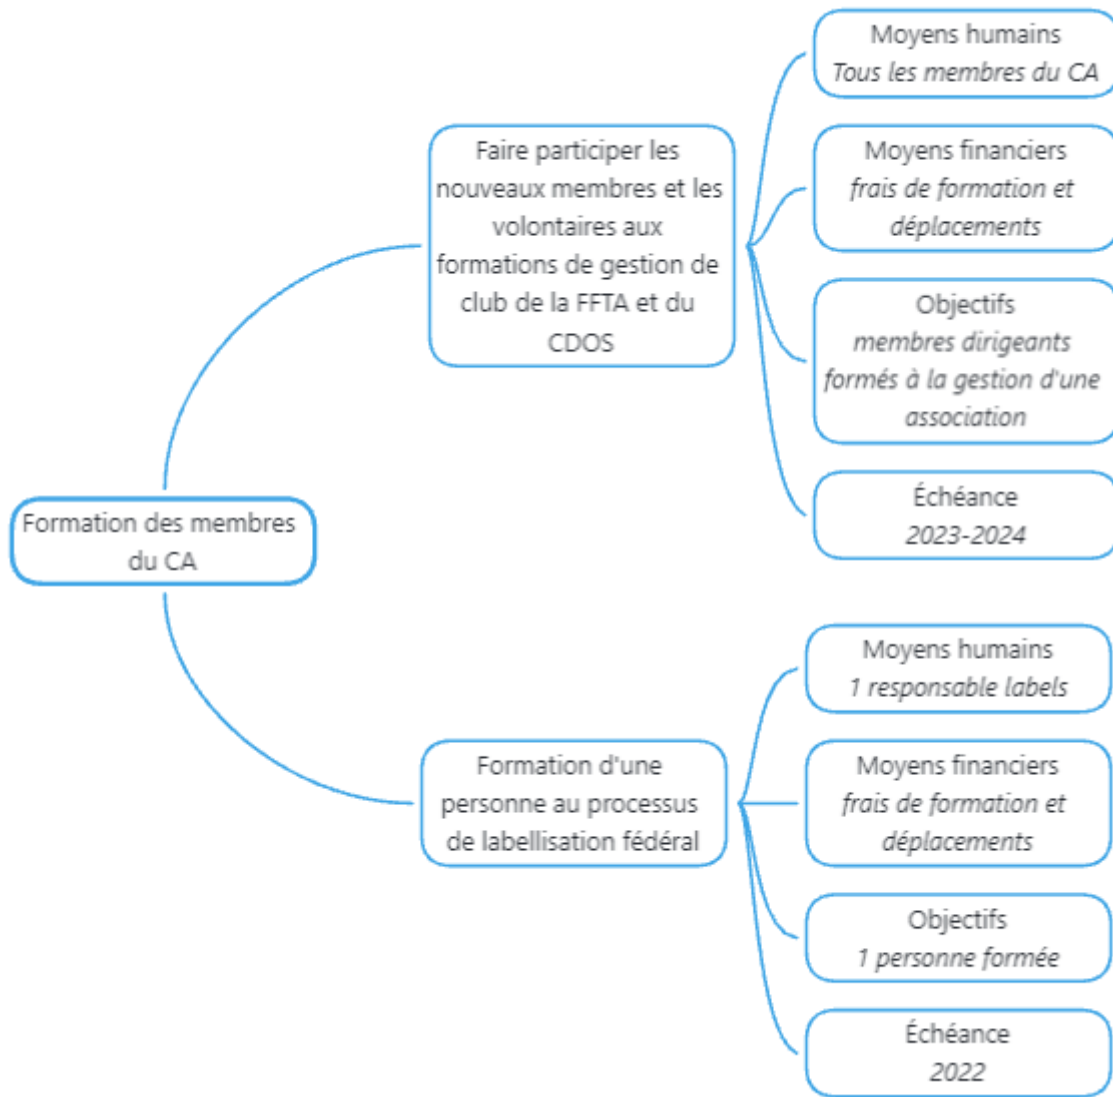 Formation des membres
du CA
Faire participer les
nouveaux membres et les
volontaires aux
formations de gestion de
club de la FFTA et du
CDOS
Moyens humains
Tous les membres du CA
Moyens financiers
frais de formation et
déplacements
Objectifs
membres dirigeants
formés à la gestion d'une
association
Échéance
2023-2024
Formation d'une
personne au processus
de labellisation fédéral
Moyens humains
1 responsable labels
Moyens financiers
frais de formation et
déplacements
Objectifs
1 personne formée
Échéance
2022